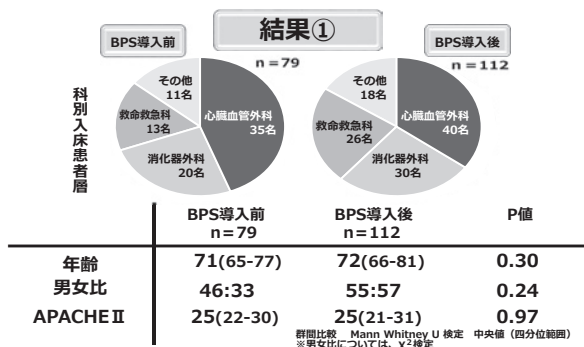 結果①
BPS導入前
BPS導入後
n=79
n=112
科別入床患者層
その他
11名
救命救急科
13名
消化器外科
20名
心臓血管外科
35名
その他
18名
救命救急科
26名
消化器外科
30名
心臓血管外科
40名
BPS導入前 BPS導入後 P値
n=79 n=112
年齢 71(65-77) 72(66-81) 0.30
男女比 46:33 55:57 0.24
APACHEⅡ 25(22-30) 25(21-31) 0.97
群間比較 Mann Whitney U 検定 中央値（四分位範囲）
※男女比については、χ²検定